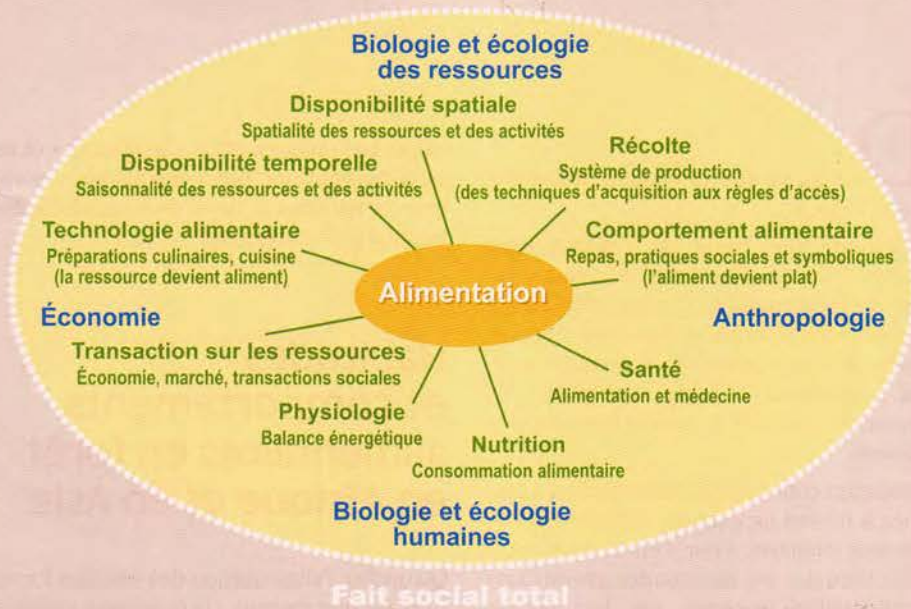 Biologie et écologie
des ressources
Disponibilité spatiale
Spatialité des ressources et des activités
Disponibilité temporelle
Saisonnalité des ressources et des activités
Récolte
Système de production
(des techniques d'acquisition aux règles d'accès)
Technologie alimentaire
Préparations culinaires, cuisine
(la ressource devient aliment)
Comportement alimentaire
Repas, pratiques sociales et symboliques
(l'aliment devient plat)
Alimentation
Économie
Anthropologie
Transaction sur les ressources
Économie, marché, transactions sociales
Santé
Alimentation et médecine
Physiologie
Balance énergétique
Nutrition
Consommation alimentaire
Biologie et écologie
humaines
Fait social total